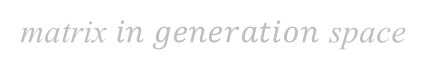 matrix in generation space